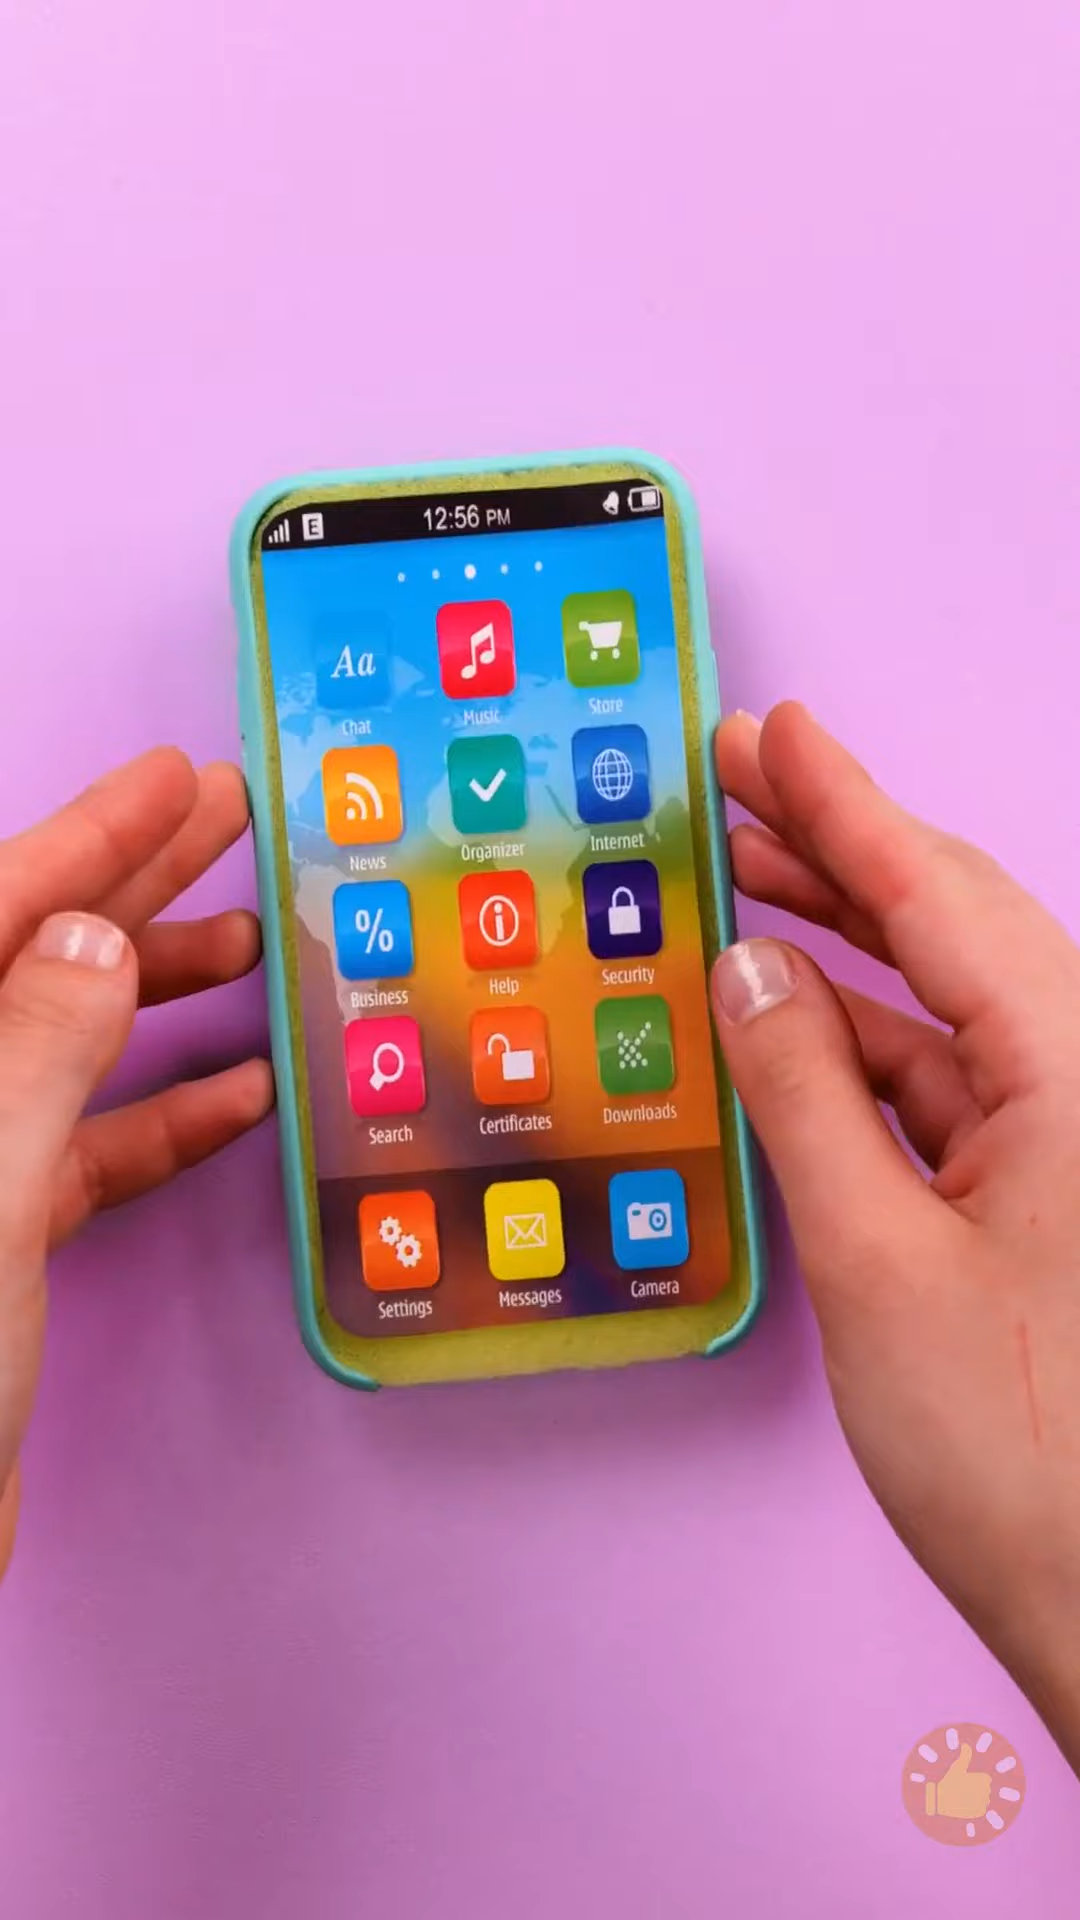 E 12:56 PM
Aa
Chat Music Store
News Organizer Internet
%
Business Help Security
Search Certificates Downloads
Settings Messages Camera